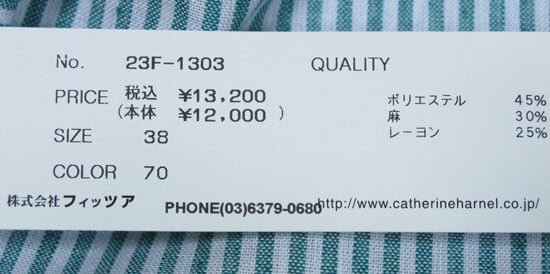 No. 23F-1303 QUALITY
PRICE 税込 ¥13,200
(本体 ¥12,000)
ポリエステル 45%
麻 30%
レーヨン 25%
SIZE 38
COLOR 70
株式会社フィッツア PHONE(03)6379-0680 http://www.catherineharnel.co.jp/